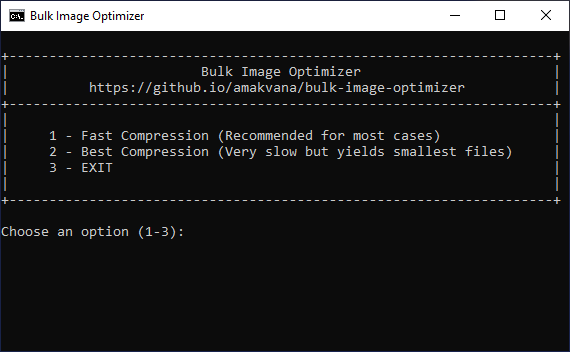 Bulk Image Optimizer
Bulk Image Optimizer
https://github.io/amakvana/bulk-image-optimizer
1 - Fast Compression (Recommended for most cases)
2 - Best Compression (Very slow but yields smallest files)
3 - EXIT
Choose an option (1-3):